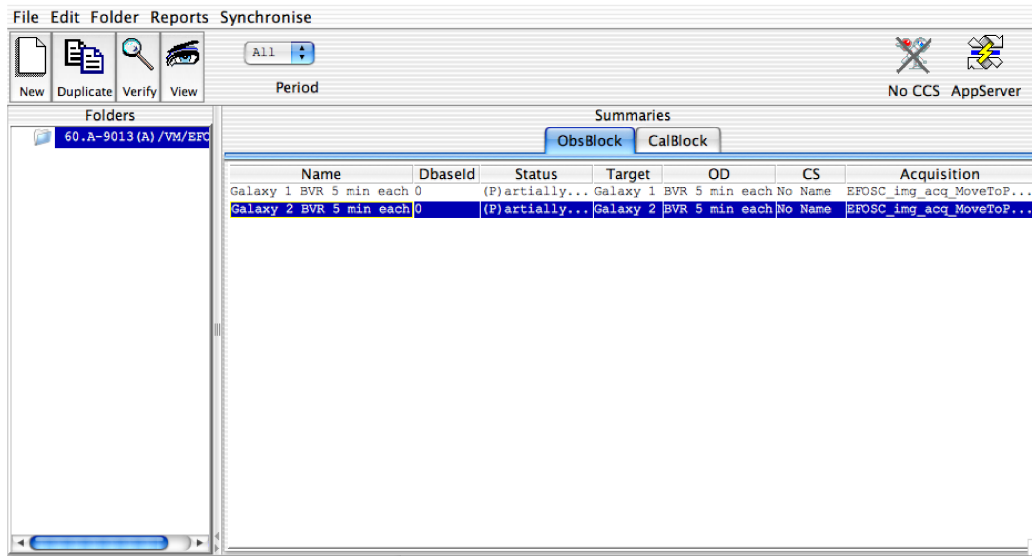 File Edit Folder Reports Synchronise
All
New Duplicate Verify View Period No CCS AppServer
Folders Summaries
60.A-9013(A)/VM/EFO
ObsBlock CalBlock
Name DbaseId Status Target OD CS Acquisition
Galaxy 1 BVR 5 min each 0 (P)artially... Galaxy 1 BVR 5 min each No Name EFOSC_img_acq_MoveToP...
Galaxy 2 BVR 5 min each 0 (P)artially... Galaxy 2 BVR 5 min each No Name EFOSC_img_acq_MoveToP...